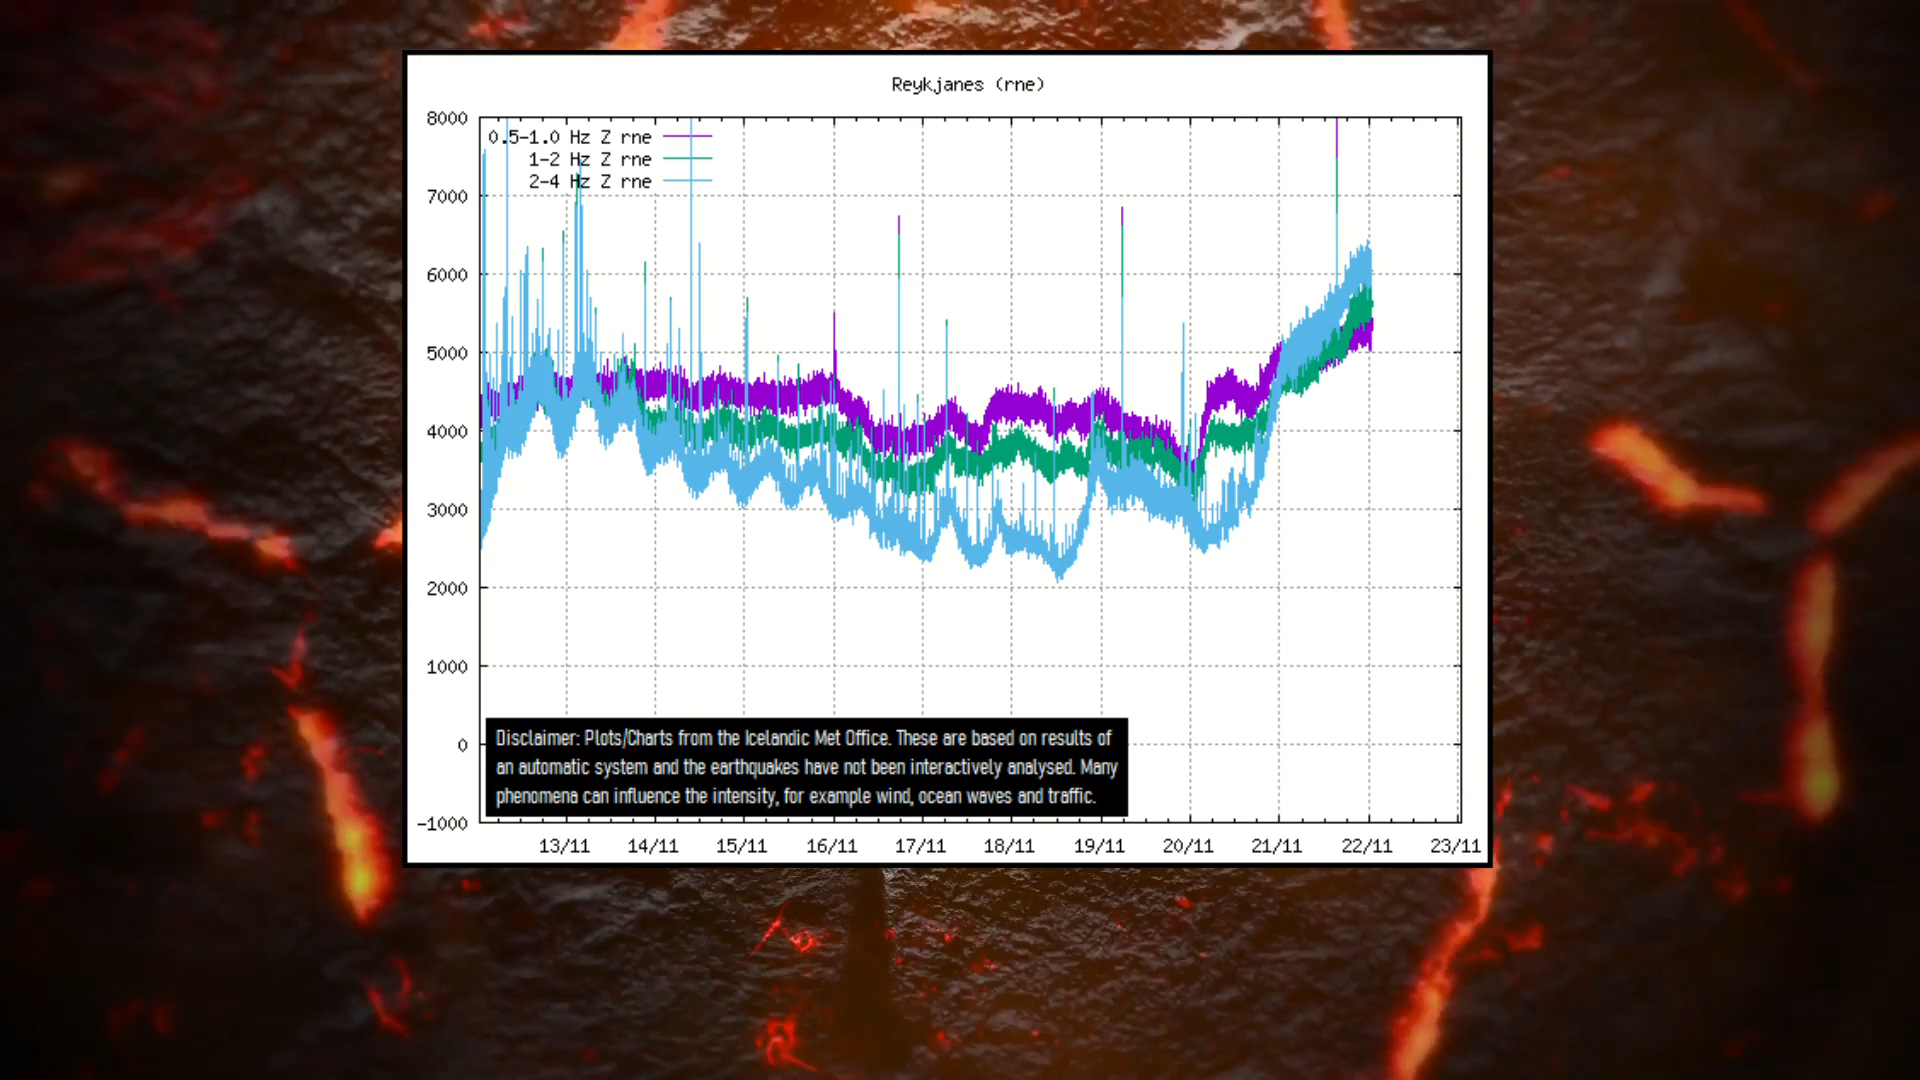 Reykjanes (rne)
8000
0.5-1.0 Hz Z rne
1-2 Hz Z rne
2-4 Hz Z rne
7000
6000
5000
4000
3000
2000
1000
0
-1000
Disclaimer: Plots/Charts from the Icelandic Met Office. These are based on results of
an automatic system and the earthquakes have not been interactively analysed. Many
phenomena can influence the intensity, for example wind, ocean waves and traffic.
13/11 14/11 15/11 16/11 17/11 18/11 19/11 20/11 21/11 22/11 23/11